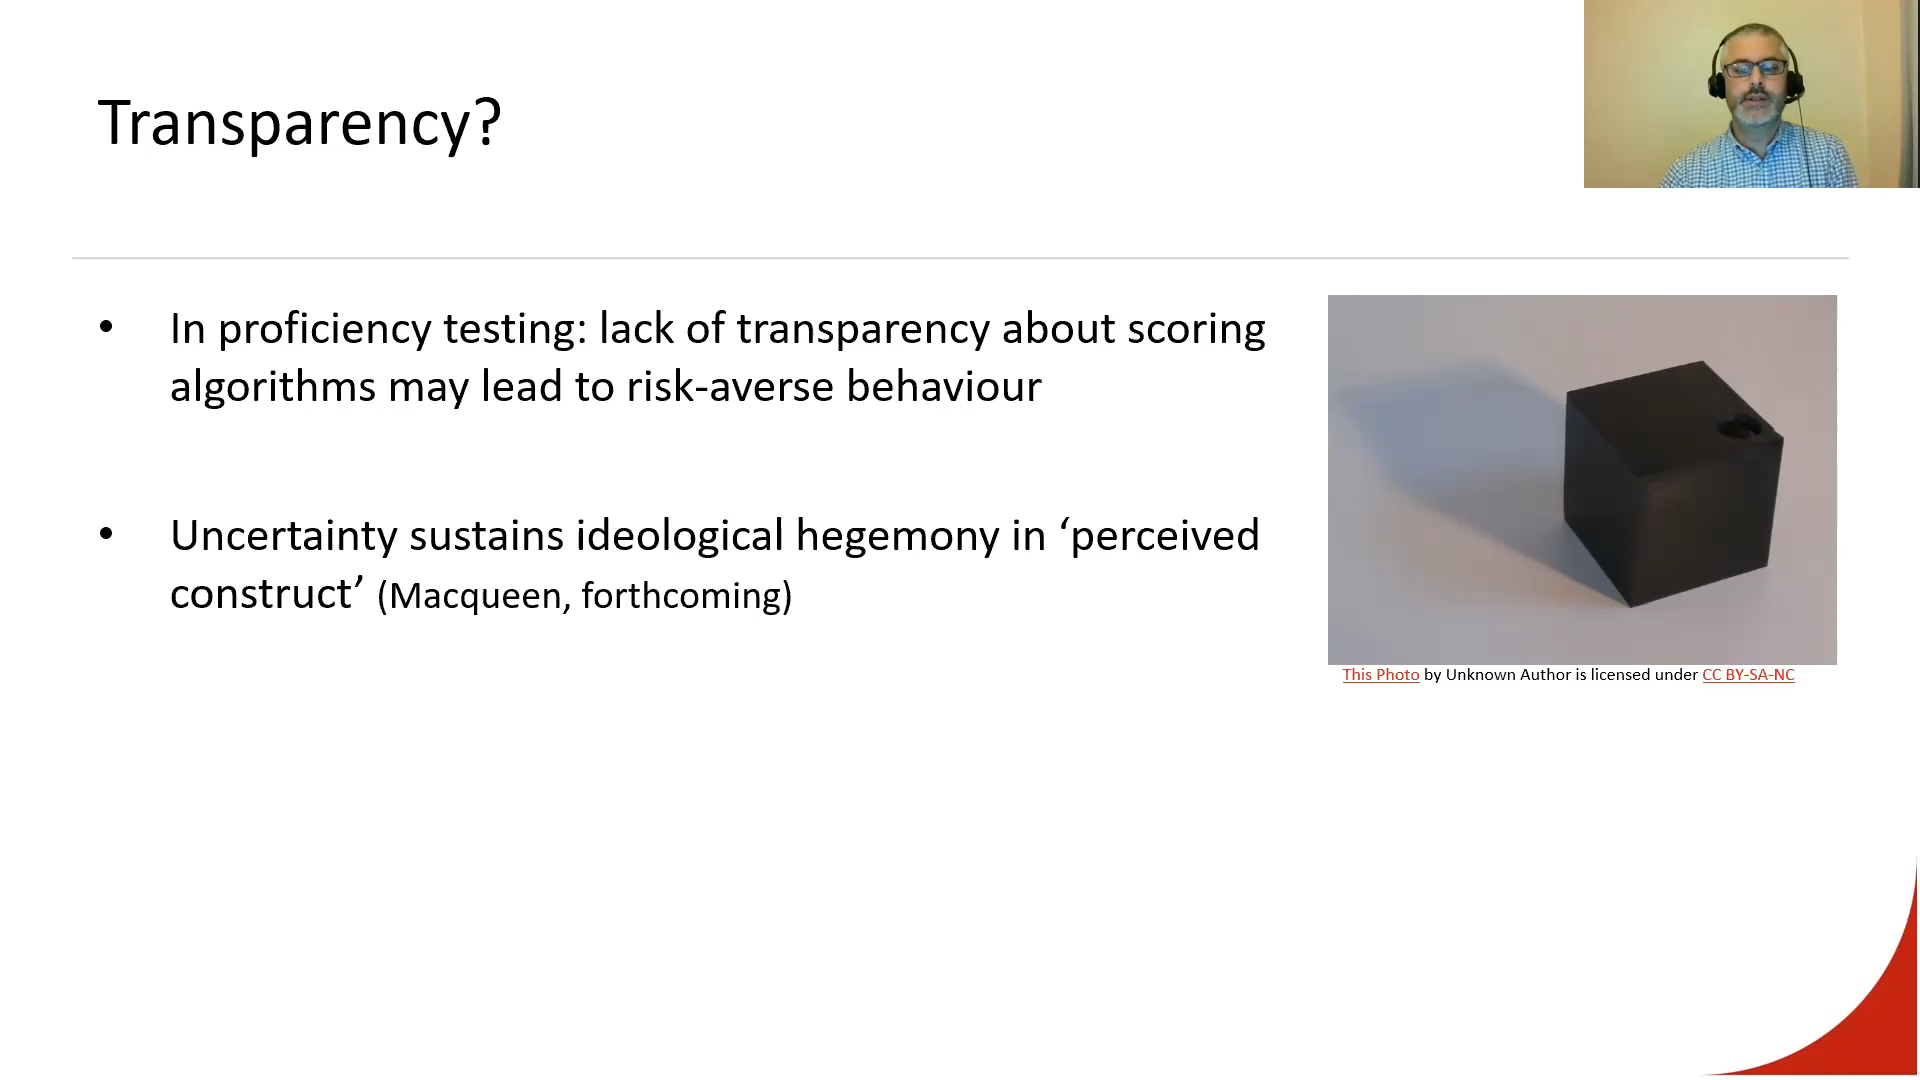 Transparency?
• In proficiency testing: lack of transparency about scoring
algorithms may lead to risk-averse behaviour
• Uncertainty sustains ideological hegemony in ‘perceived
construct’ (Macqueen, forthcoming)
This Photo by Unknown Author is licensed under CC BY-SA-NC